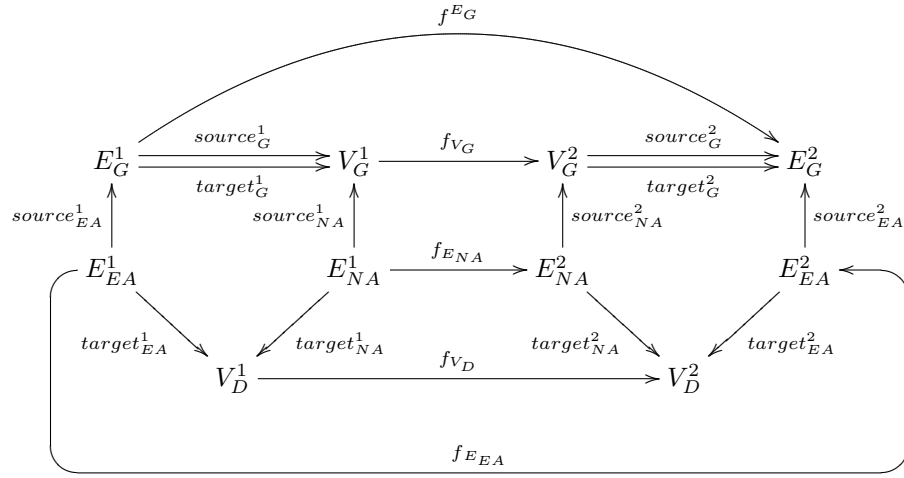 f^{E_G}
source^1_G f_{V_G} source^2_G
E^1_G V^1_G V^2_G E^2_G
target^1_G target^2_G
source^1_{EA} source^1_{NA} source^2_{NA} source^2_{EA}
f_{E_{NA}}
E^1_{EA} E^1_{NA} E^2_{NA} E^2_{EA}
target^1_{EA} target^1_{NA} target^2_{NA} target^2_{EA}
f_{V_D}
V^1_D V^2_D
f_{E_{EA}}